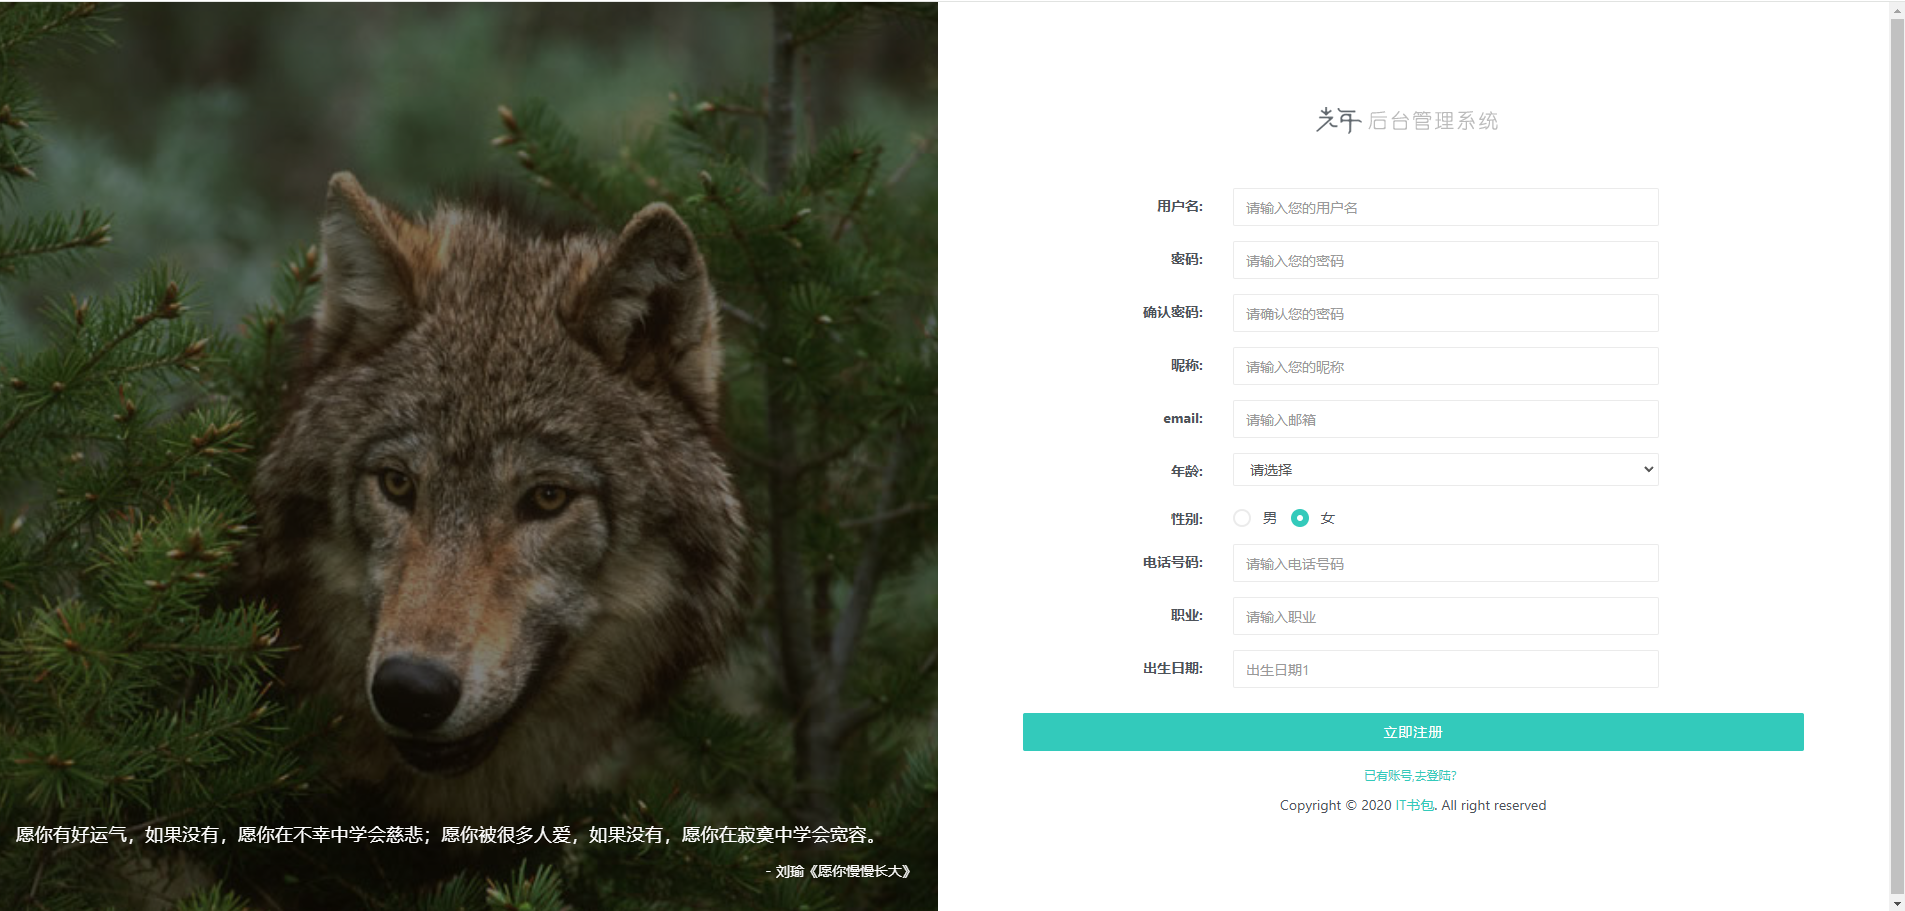 愿你有好运气，如果没有，愿你在不幸中学会慈悲；愿你被很多人爱，如果没有，愿你在寂寞中学会宽容。
- 刘瑜《愿你慢慢长大》
光年 后台管理系统
用户名: 请输入您的用户名
密码: 请输入您的密码
确认密码: 请确认您的密码
昵称: 请输入您的昵称
email: 请输入邮箱
年龄: 请选择
性别: 男 女
电话号码: 请输入电话号码
职业: 请输入职业
出生日期: 出生日期1
立即注册
已有账号,去登陆?
Copyright © 2020 IT书包. All right reserved